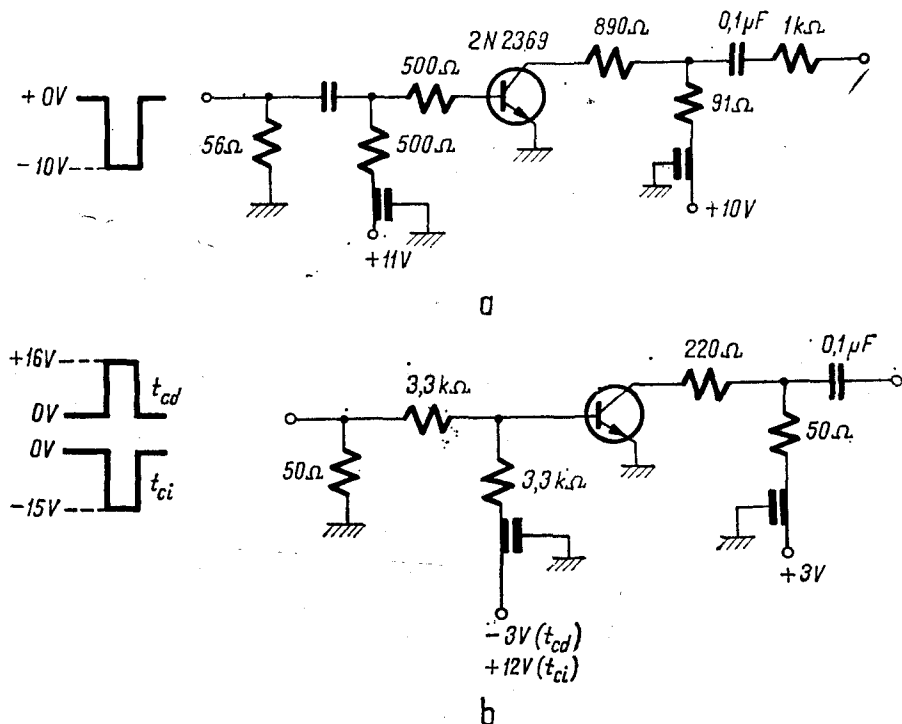 2N2369
890Ω
0,1µF
1kΩ
500Ω
+0V
-10V
56Ω
500Ω
91Ω
+11V
+10V
a
+16V
t_cd
0V
0V
t_ci
-15V
3,3kΩ
50Ω
3,3kΩ
220Ω
0,1µF
50Ω
+3V
-3V(t_cd)
+12V(t_ci)
b